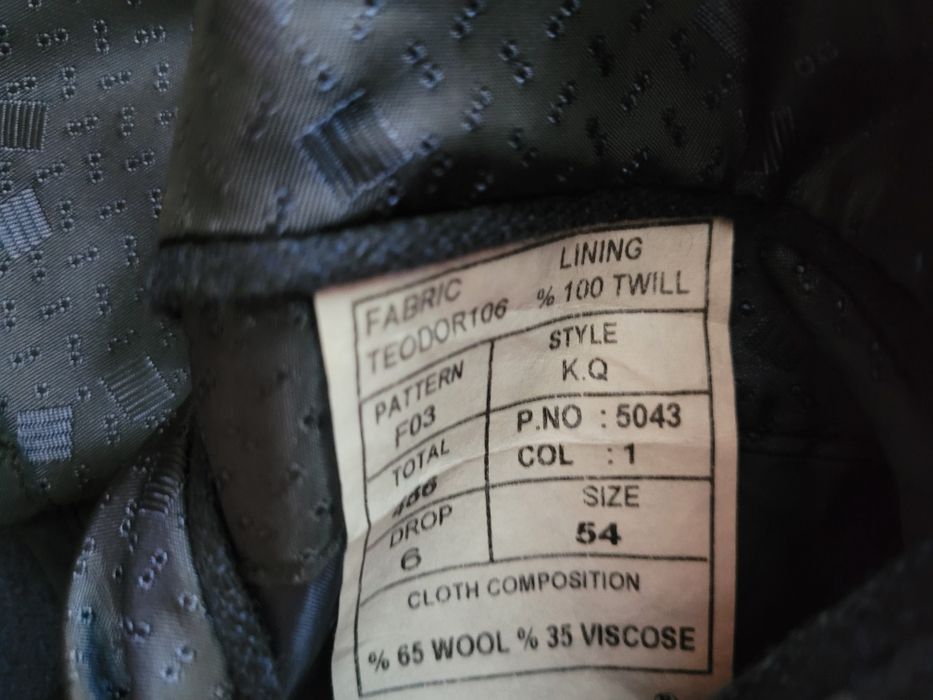 FABRIC
TEODOR106
LINING
% 100 TWILL
PATTERN
F03
STYLE
K.Q
TOTAL
P.NO : 5043
COL : 1
DROP
6
SIZE
54
CLOTH COMPOSITION
% 65 WOOL % 35 VISCOSE